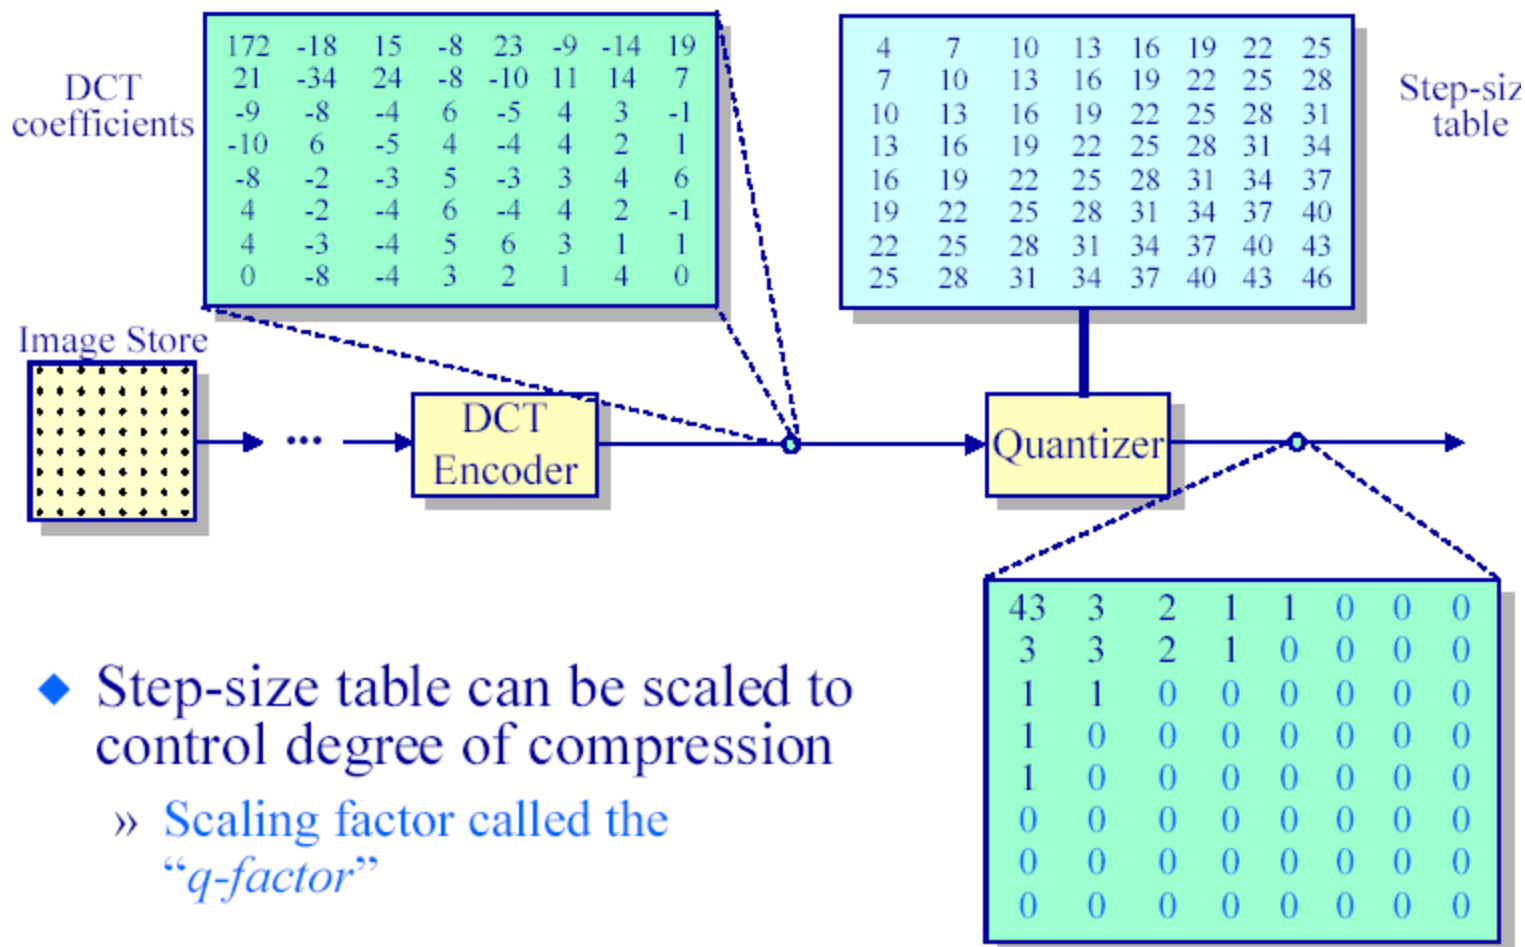 DCT
coefficients
172 -18 15 -8 23 -9 -14 19
21 -34 24 -8 -10 11 14 7
-9 -8 -4 6 -5 4 3 -1
-10 6 -5 4 -4 4 2 1
-8 -2 -3 5 -3 3 4 6
4 -2 -4 6 -4 4 2 -1
4 -3 -4 5 6 3 1 1
0 -8 -4 3 2 1 4 0
4 7 10 13 16 19 22 25
7 10 13 16 19 22 25 28
10 13 16 19 22 25 28 31
13 16 19 22 25 28 31 34
16 19 22 25 28 31 34 37
19 22 25 28 31 34 37 40
22 25 28 31 34 37 40 43
25 28 31 34 37 40 43 46
Step-siz
table
Image Store
...
DCT
Encoder
Quantizer
43 3 2 1 1 0 0 0
3 3 2 1 0 0 0 0
1 1 0 0 0 0 0 0
1 0 0 0 0 0 0 0
1 0 0 0 0 0 0 0
0 0 0 0 0 0 0 0
0 0 0 0 0 0 0 0
0 0 0 0 0 0 0 0
◆ Step-size table can be scaled to
control degree of compression
» Scaling factor called the
“q-factor”